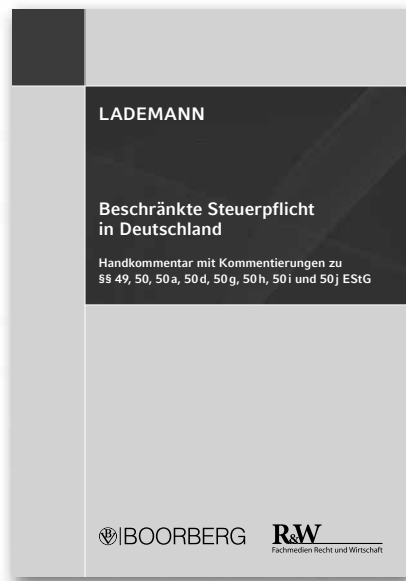 LADEMANN
Beschränkte Steuerpflicht
in Deutschland
Handkommentar mit Kommentierungen zu
§§ 49, 50, 50a, 50d, 50g, 50h, 50i und 50j EStG
BOORBERG
R&W
Fachmedien Recht und Wirtschaft